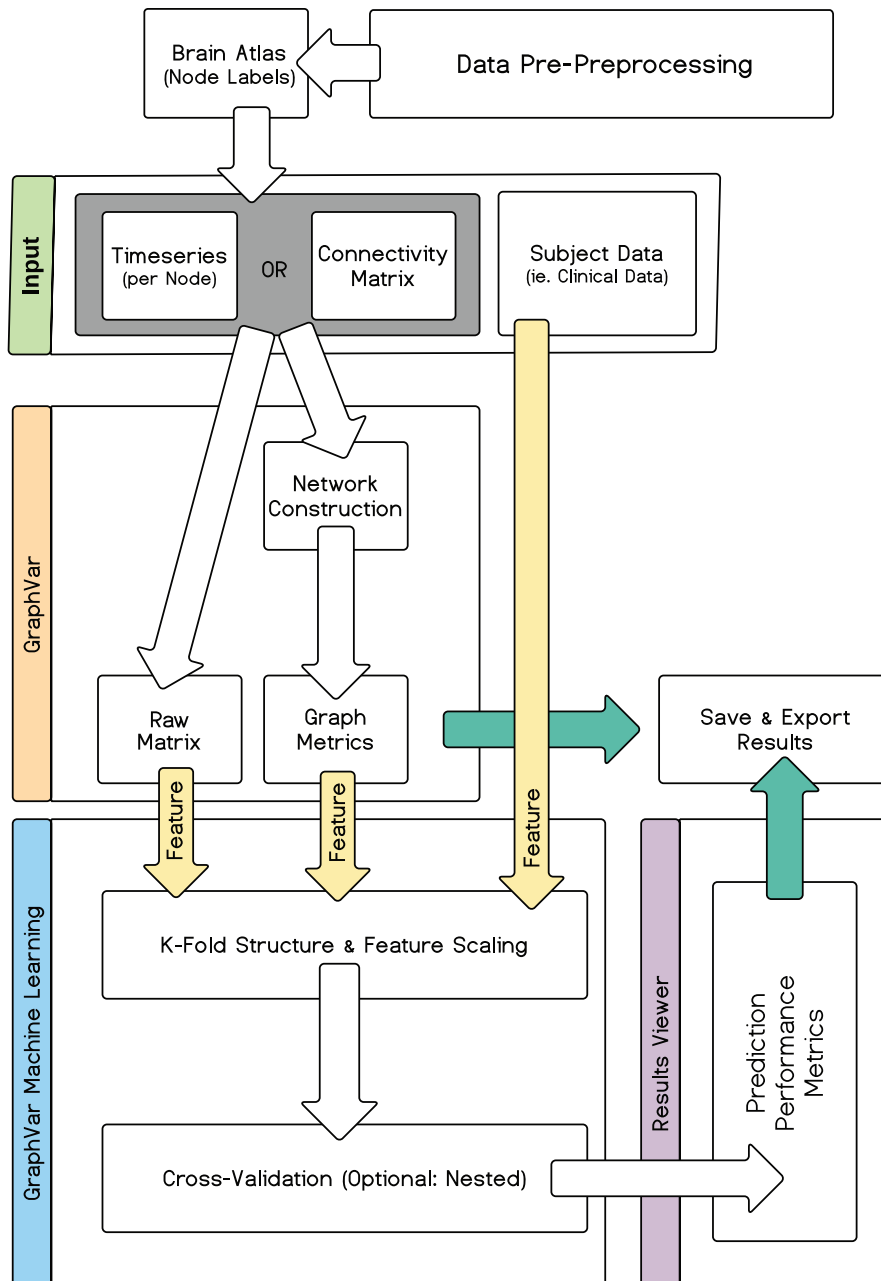 Brain Atlas
(Node Labels)
Data Pre-Preprocessing
Input
Timeseries
(per Node)
OR
Connectivity
Matrix
Subject Data
(ie. Clinical Data)
GraphVar
Network
Construction
Raw
Matrix
Graph
Metrics
Save & Export
Results
Feature
Feature
Feature
GraphVar Machine Learning
K-Fold Structure & Feature Scaling
Cross-Validation (Optional: Nested)
Results Viewer
Prediction
Performance
Metrics